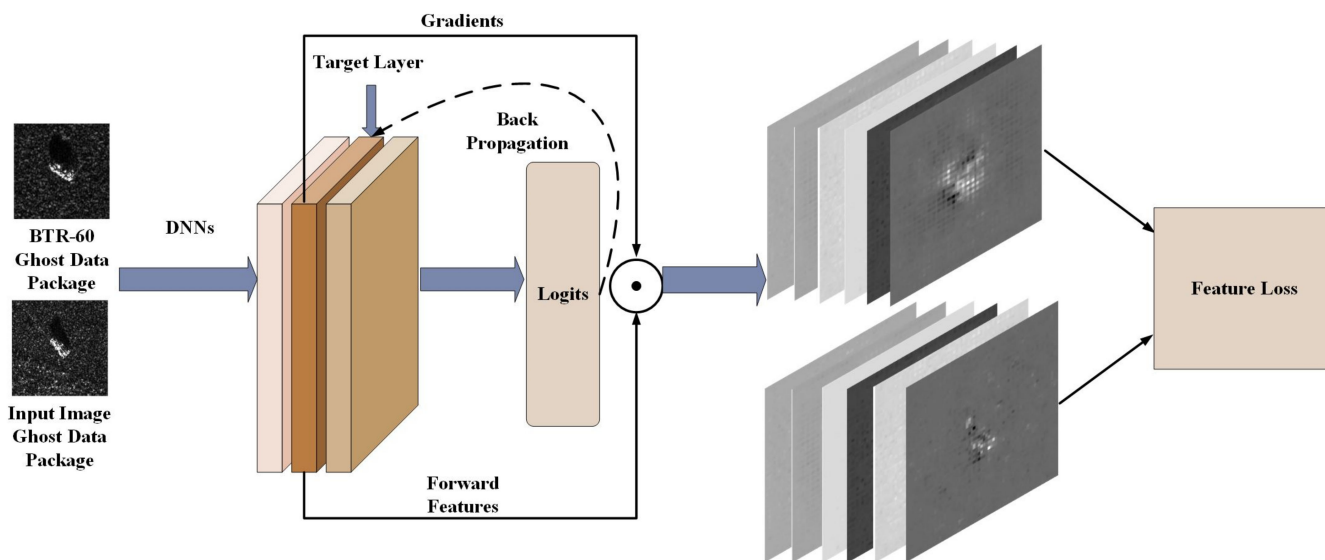 Gradients
Target Layer
Back
Propagation
BTR-60
Ghost Data
Package
DNNs
Logits
Feature Loss
Input Image
Ghost Data
Package
Forward
Features